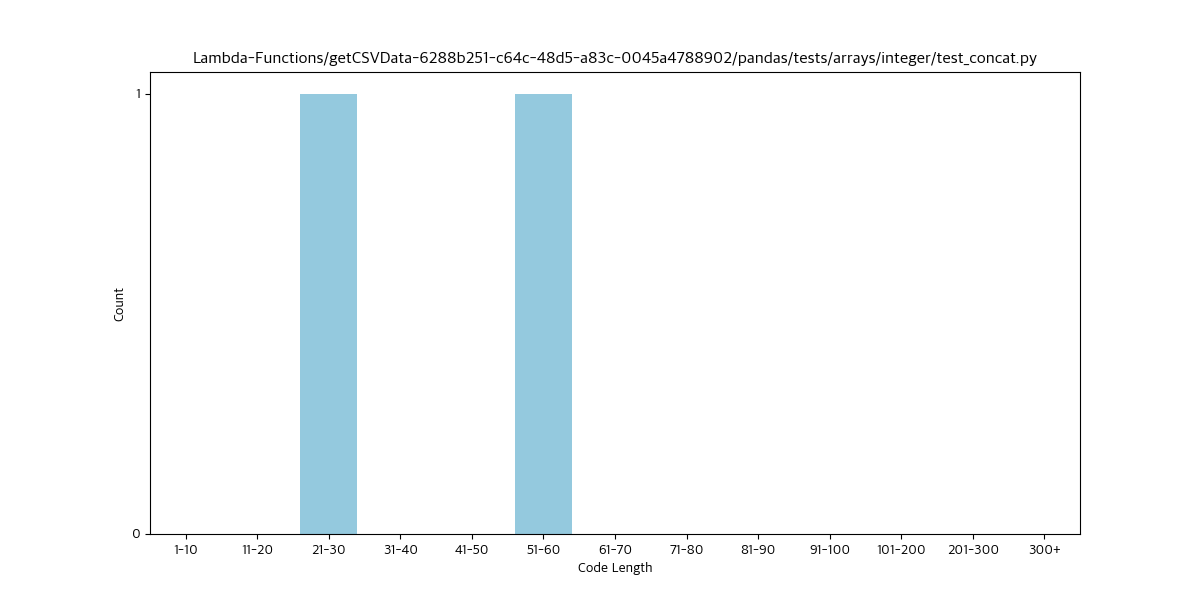 Lambda-Functions/getCSVData-6288b251-c64c-48d5-a83c-0045a4788902/pandas/tests/arrays/integer/test_concat.py
1
Count
0
1-10 11-20 21-30 31-40 41-50 51-60 61-70 71-80 81-90 91-100 101-200 201-300 300+
Code Length